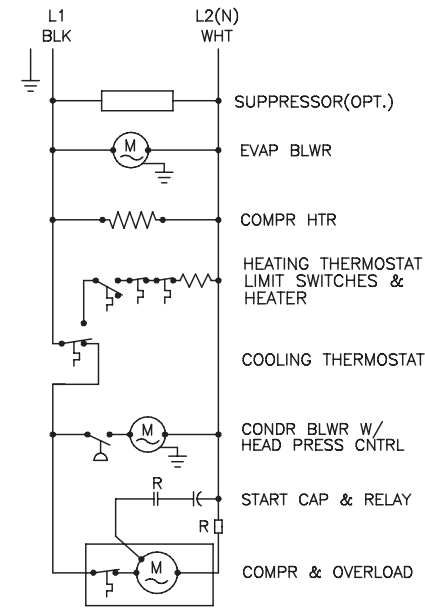 L1 L2(N)
BLK WHT
SUPPRESSOR(OPT.)
M
EVAP BLWR
COMPR HTR
HEATING THERMOSTAT
LIMIT SWITCHES &
HEATER
COOLING THERMOSTAT
M
CONDR BLWR W/
HEAD PRESS CNTRL
R
START CAP & RELAY
R
M
COMPR & OVERLOAD